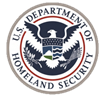 U.S. DEPARTMENT OF
HOMELAND SECURITY